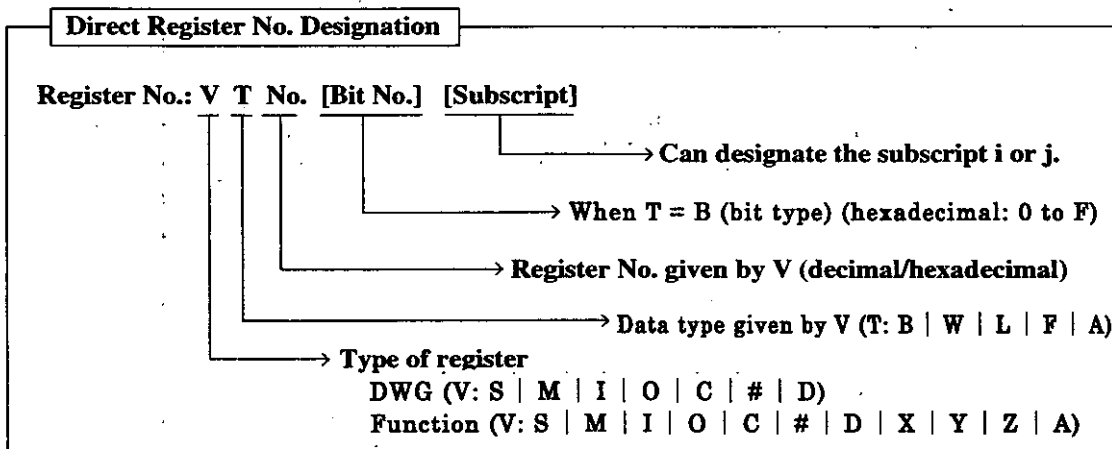 Direct Register No. Designation
Register No.: V T No. [Bit No.] [Subscript]
Can designate the subscript i or j.
When T = B (bit type) (hexadecimal: 0 to F)
Register No. given by V (decimal/hexadecimal)
Data type given by V (T: B | W | L | F | A)
Type of register
DWG (V: S | M | I | O | C | # | D)
Function (V: S | M | I | O | C | # | D | X | Y | Z | A)